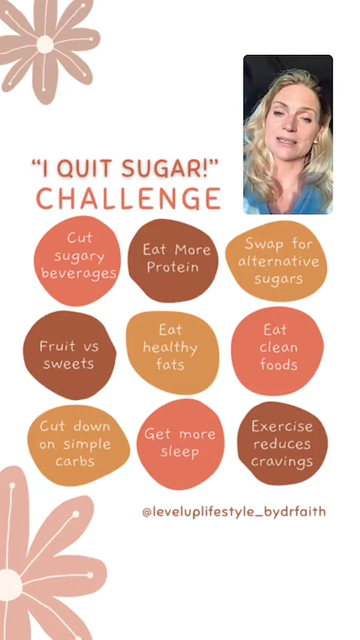 “I QUIT SUGAR!”
CHALLENGE
Cut
sugary
beverages
Eat More
Protein
Swap for
alternative
sugars
Fruit vs
sweets
Eat
healthy
fats
Eat
clean
foods
Cut down
on simple
carbs
Get more
sleep
Exercise
reduces
cravings
@leveluplifestyle_bydrfaith